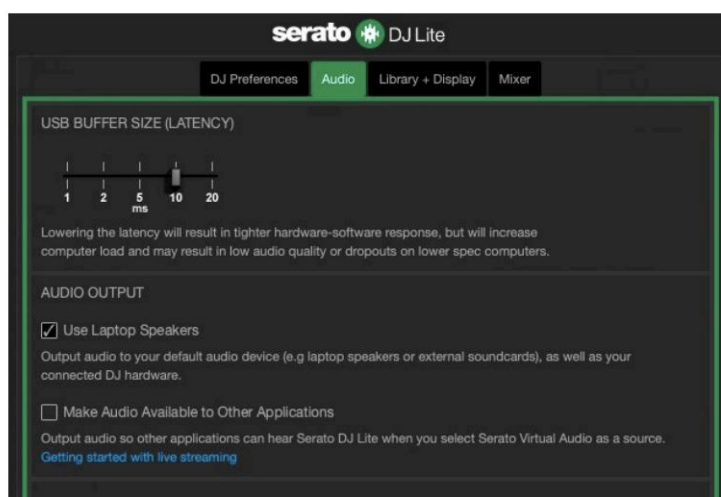 serato DJ Lite
DJ Preferences Audio Library + Display Mixer
USB BUFFER SIZE (LATENCY)
1 2 5 10 20
ms
Lowering the latency will result in tighter hardware-software response, but will increase
computer load and may result in low audio quality or dropouts on lower spec computers.
AUDIO OUTPUT
Use Laptop Speakers
Output audio to your default audio device (e.g laptop speakers or external soundcards), as well as your
connected DJ hardware.
Make Audio Available to Other Applications
Output audio so other applications can hear Serato DJ Lite when you select Serato Virtual Audio as a source.
Getting started with live streaming